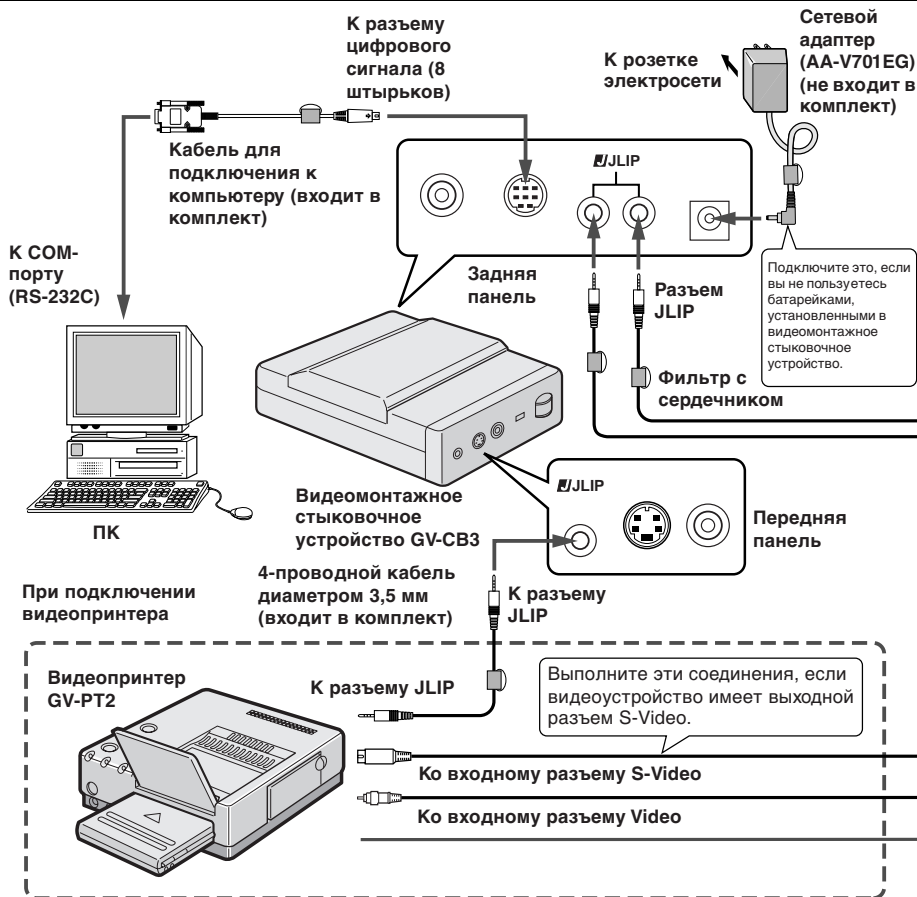 К разъему
цифрового
сигнала (8
штырьков)
Сетевой
адаптер
(AA-V701EG)
(не входит в
комплект)
К розетке
электросети
Кабель для
подключения к
компьютеру (входит в
комплект)
JLIP
К COM-
порту
(RS-232C)
Задняя
панель
Разъем
JLIP
Подключите это, если
вы не пользуетесь
батарейками,
установленными в
видеомонтажное
стыковочное
устройство.
Фильтр с
сердечником
ПК
Видеомонтажное
стыковочное
устройство GV-CB3
JLIP
Передняя
панель
4-проводной кабель
диаметром 3,5 мм
(входит в комплект)
К разъему
JLIP
При подключении
видеопринтера
Видеопринтер
GV-PT2
К разъему JLIP
Выполните эти соединения, если
видеоустройство имеет выходной
разъем S-Video.
Ко входному разъему S-Video
Ко входному разъему Video